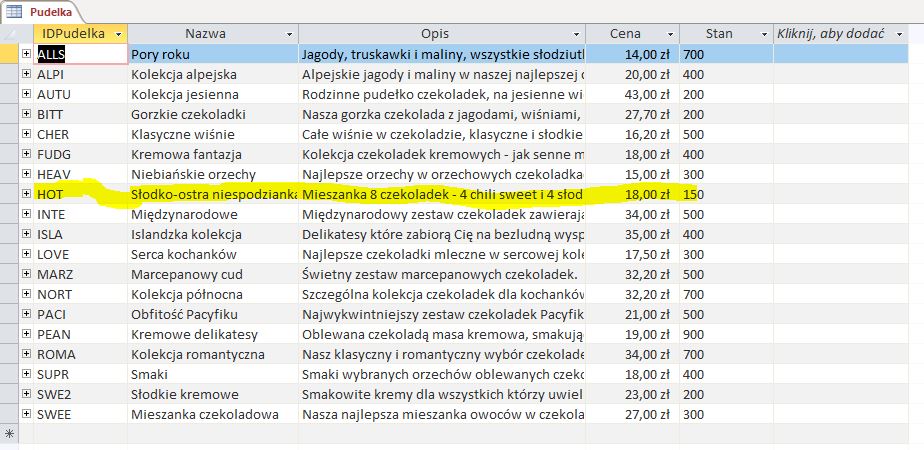 Pudelka
IDPudelka Nazwa Opis Cena Stan Kliknij, aby dodać
ALLS Pory roku Jagody, truskawki i maliny, wszystkie słodziutk 14,00 zł 700
ALPI Kolekcja alpejska Alpejskie jagody i maliny w naszej najlepszej c 20,00 zł 400
AUTU Kolekcja jesienna Rodzinne pudełko czekoladek, na jesienne wi 43,00 zł 200
BITT Gorzkie czekoladki Nasza gorzka czekolada z jagodami, wiśniami, 27,70 zł 200
CHER Klasyczne wiśnie Całe wiśnie w czekoladzie, klasyczne i słodkie 16,20 zł 500
FUDG Kremowa fantazja Kolekcja czekoladek kremowych - jak senne m 18,00 zł 400
HEAV Niebiańskie orzechy Najlepsze orzechy w orzechowych czekoladka 15,00 zł 300
HOT Słodko-ostra niespodzianka Mieszanka 8 czekoladek - 4 chili sweet i 4 słod 18,00 zł 150
INTE Międzynarodowe Międzynarodowy zestaw czekoladek zawieraja 34,00 zł 500
ISLA Islandzka kolekcja Delikatesy które zabiorą Cię na bezludną wysp 35,00 zł 400
LOVE Serca kochanków Najlepsze czekoladki mleczne w sercowej kole 17,50 zł 300
MARZ Marcepanowy cud Świetny zestaw marcepanowych czekoladek. 32,20 zł 500
NORT Kolekcja północna Szczególna kolekcja czekoladek dla kochanków 32,20 zł 700
PACI Obfitość Pacyfiku Najwykwintniejszy zestaw czekoladek Pacyfik 21,00 zł 500
PEAN Kremowe delikatesy Oblewana czekoladą masa kremowa, smakując 19,00 zł 900
ROMA Kolekcja romantyczna Nasz klasyczny i romantyczny wybór czekolade 34,00 zł 700
SUPR Smaki Smaki wybranych orzechów oblewanych czeko 18,00 zł 400
SWE2 Słodkie kremowe Smakowite kremy dla wszystkich którzy uwiel 23,00 zł 200
SWEE Mieszanka czekoladowa Nasza najlepsza mieszanka owoców w czekola 27,00 zł 300